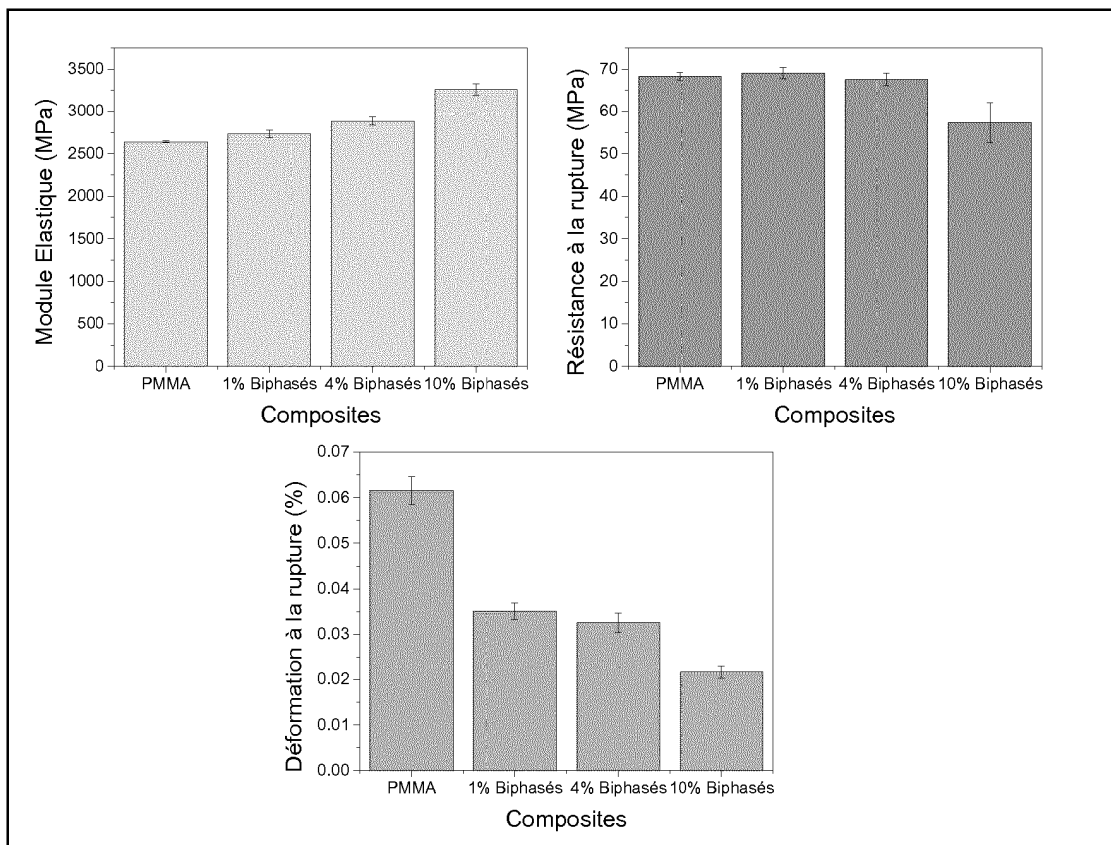 Module Elastique (MPa)
3500
3000
2500
2000
1500
1000
500
0
PMMA 1% Biphasés 4% Biphasés 10% Biphasés
Composites
Résistance à la rupture (MPa)
70
60
50
40
30
20
10
0
PMMA 1% Biphasés 4% Biphasés 10% Biphasés
Composites
Déformation à la rupture (%)
0.07
0.06
0.05
0.04
0.03
0.02
0.01
0.00
PMMA 1% Biphasés 4% Biphasés 10% Biphasés
Composites